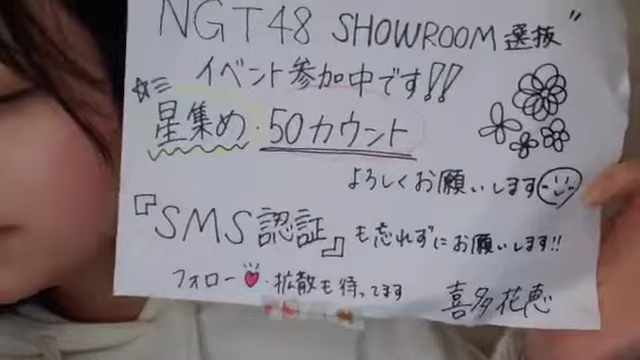 NGT48 SHOWROOM選抜"
イベント参加中です!!
星集め・50カウント
よろしくお願いします
『SMS認証』も忘れずにお願いします!!
フォロー・拡散も待ってます
喜多花恵